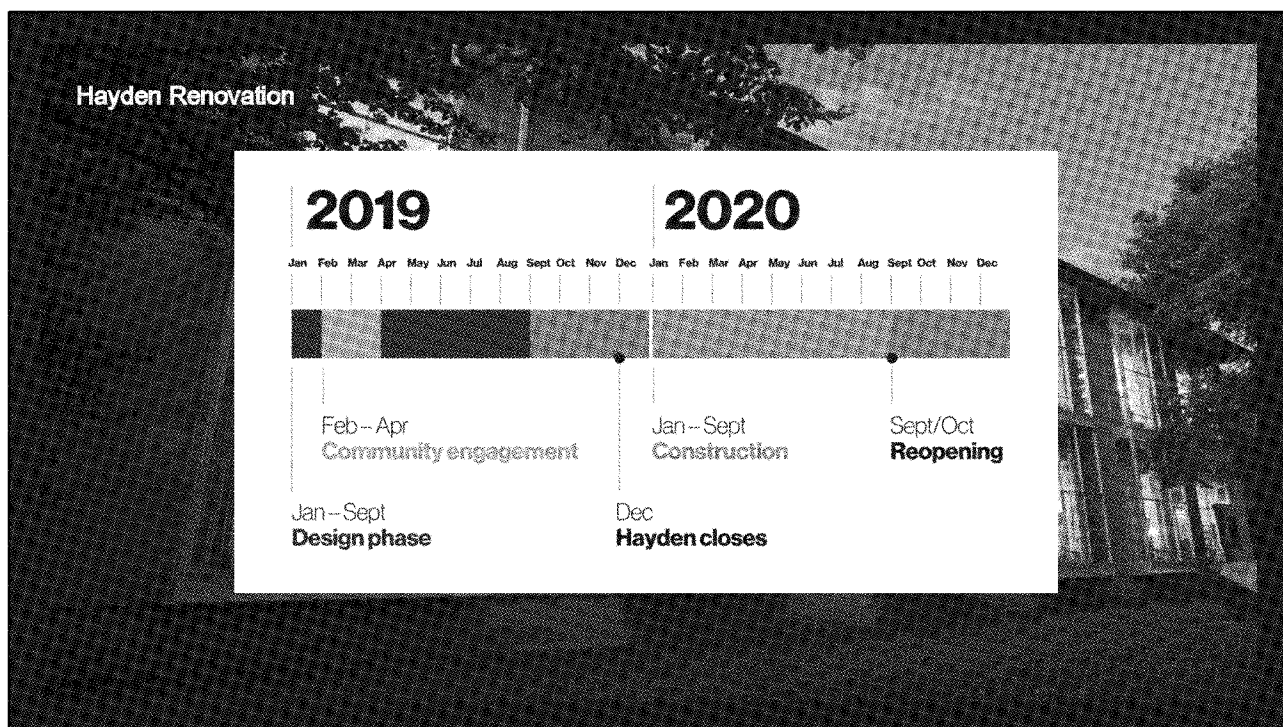 Hayden Renovation
2019 2020
Jan Feb Mar Apr May Jun Jul Aug Sept Oct Nov Dec Jan Feb Mar Apr May Jun Jul Aug Sept Oct Nov Dec
Feb – Apr
Community engagement
Jan – Sept
Construction
Sept/Oct
Reopening
Jan – Sept
Design phase
Dec
Hayden closes